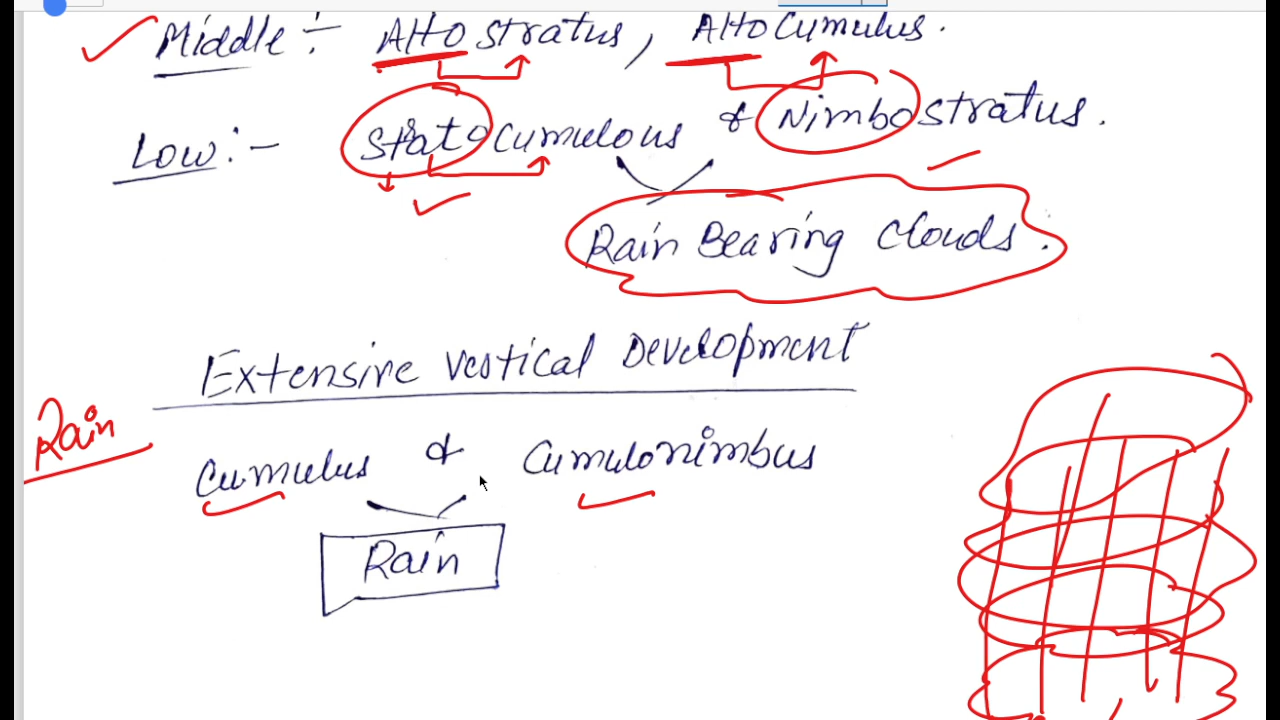 Middle :- Altostratus, Altocumulus.
Low :- Statocumulous & Nimbostratus.
Rain Bearing Clouds.
Extensive Vertical Development
Rain
Cumulus & Cumulonimbus
Rain